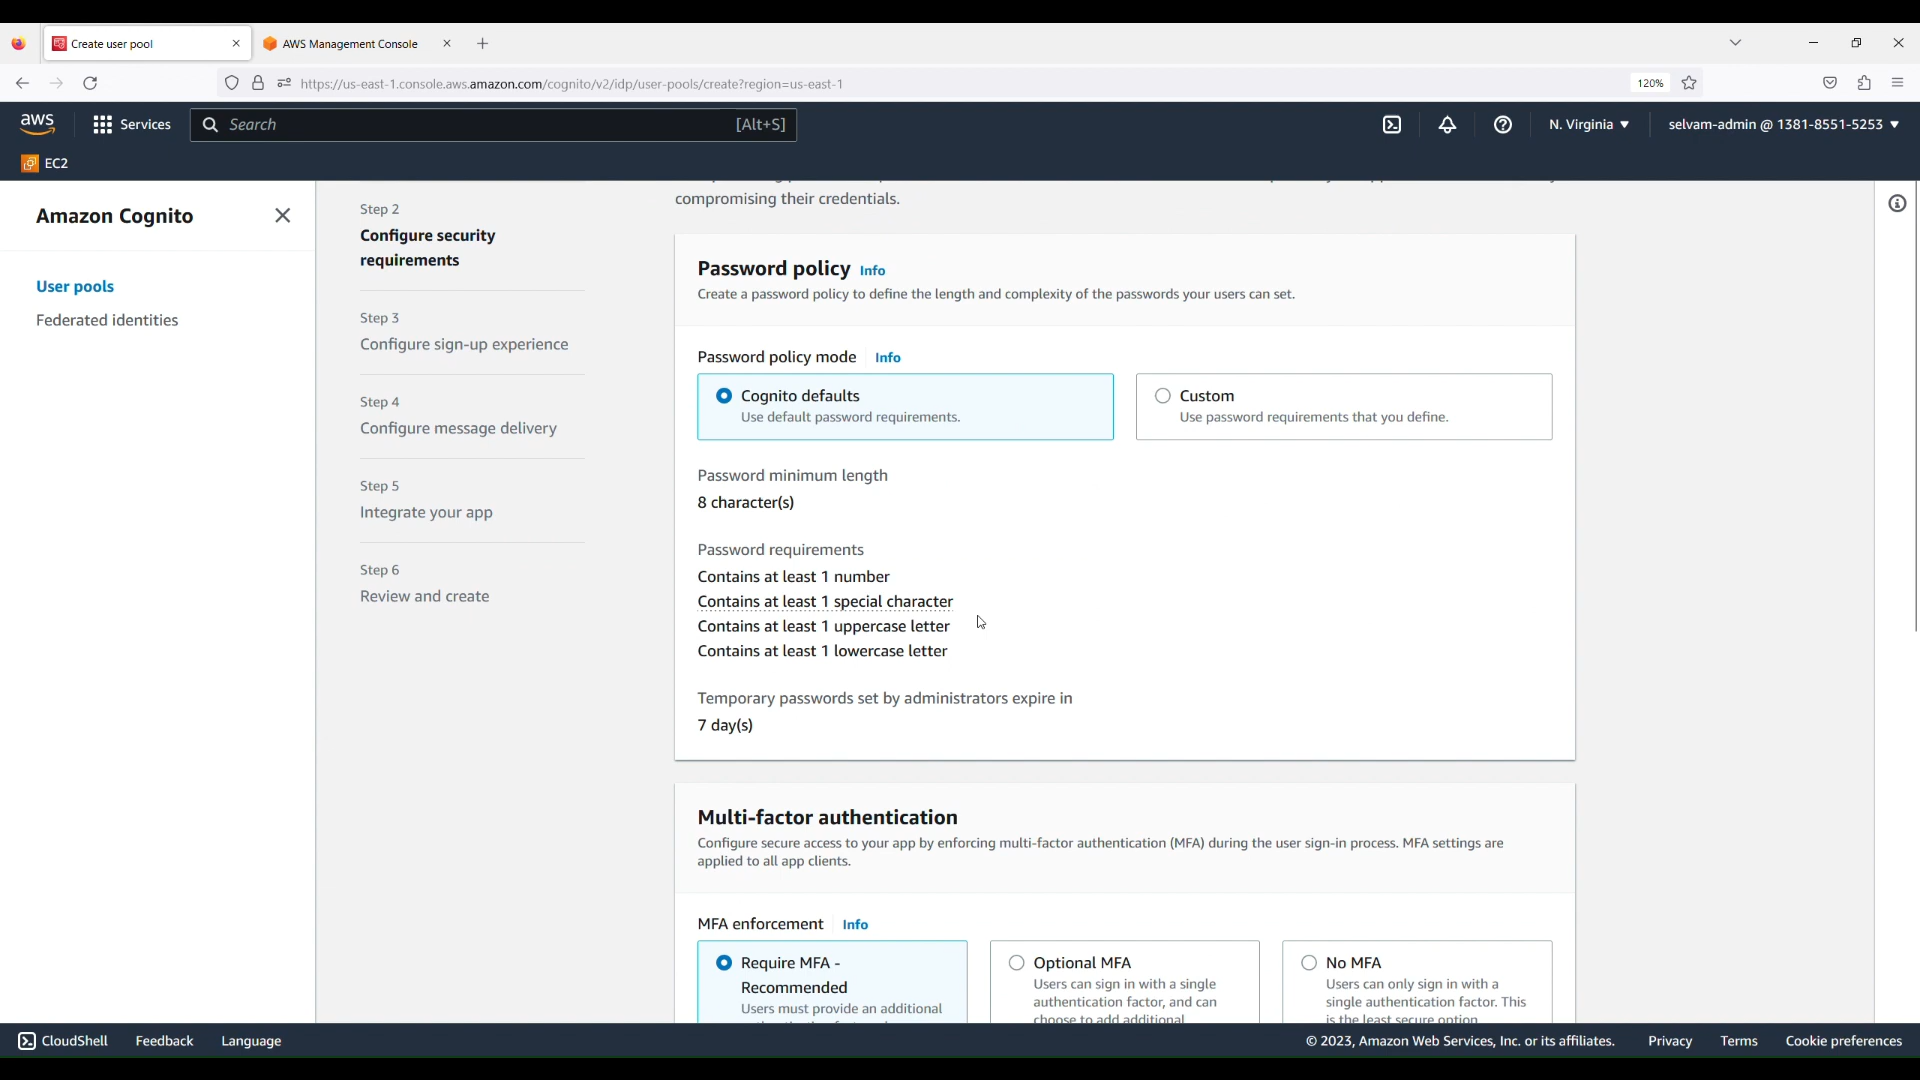 Create user pool
AWS Management Console
https://us-east-1.console.aws.amazon.com/cognito/v2/idp/user-pools/create?region=us-east-1
120%
aws
Services
Search
[Alt+S]
N. Virginia
selvam-admin @ 1381-8551-5253
EC2
Amazon Cognito
User pools
Federated identities
Step 2
Configure security
requirements
Step 3
Configure sign-up experience
Step 4
Configure message delivery
Step 5
Integrate your app
Step 6
Review and create
compromising their credentials.
Password policy Info
Create a password policy to define the length and complexity of the passwords your users can set.
Password policy mode Info
Cognito defaults
Use default password requirements.
Custom
Use password requirements that you define.
Password minimum length
8 character(s)
Password requirements
Contains at least 1 number
Contains at least 1 special character
Contains at least 1 uppercase letter
Contains at least 1 lowercase letter
Temporary passwords set by administrators expire in
7 day(s)
Multi-factor authentication
Configure secure access to your app by enforcing multi-factor authentication (MFA) during the user sign-in process. MFA settings are
applied to all app clients.
MFA enforcement Info
Require MFA -
Recommended
Users must provide an additional
Optional MFA
Users can sign in with a single
authentication factor, and can
choose to add additional
No MFA
Users can only sign in with a
single authentication factor. This
is the least secure option
CloudShell
Feedback
Language
© 2023, Amazon Web Services, Inc. or its affiliates.
Privacy
Terms
Cookie preferences